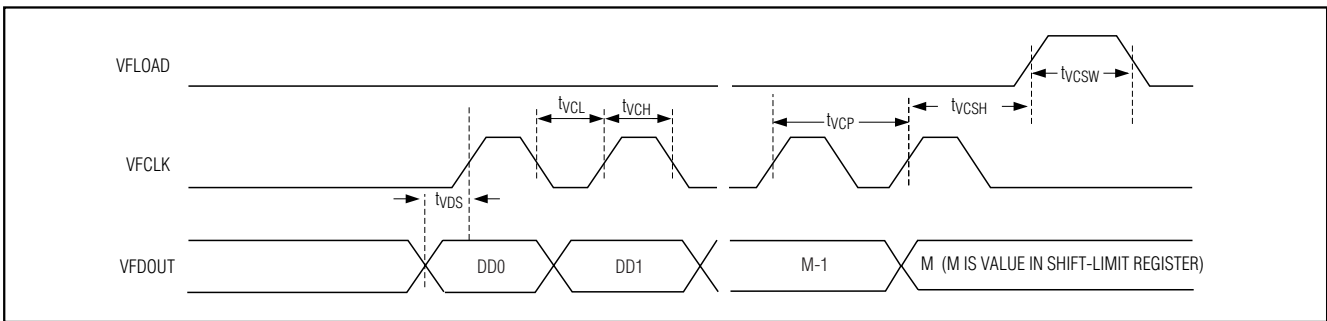 VFLOAD
tVCSW
tVCL
tVCH
tVCP
tVCSH
VFCLK
tVDS
VFDOUT
DD0
DD1
M-1
M (M IS VALUE IN SHIFT-LIMIT REGISTER)